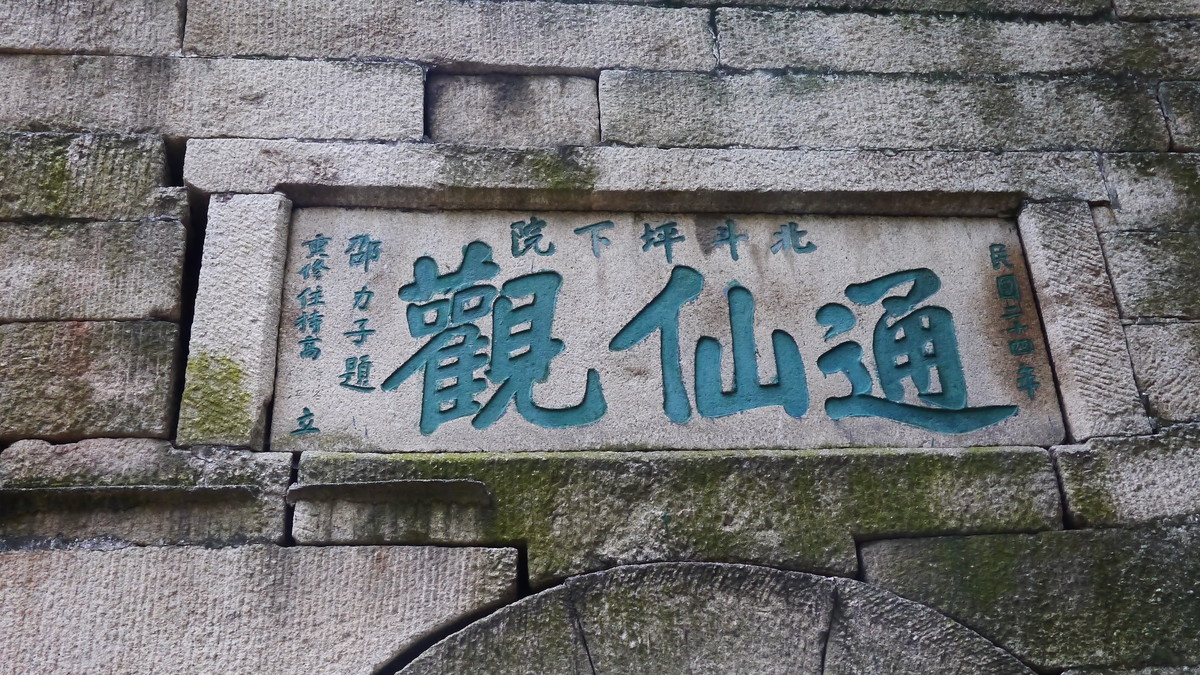 民國二十四年
北斗坪下院
通仙觀
邵力子題
重修住持高 立